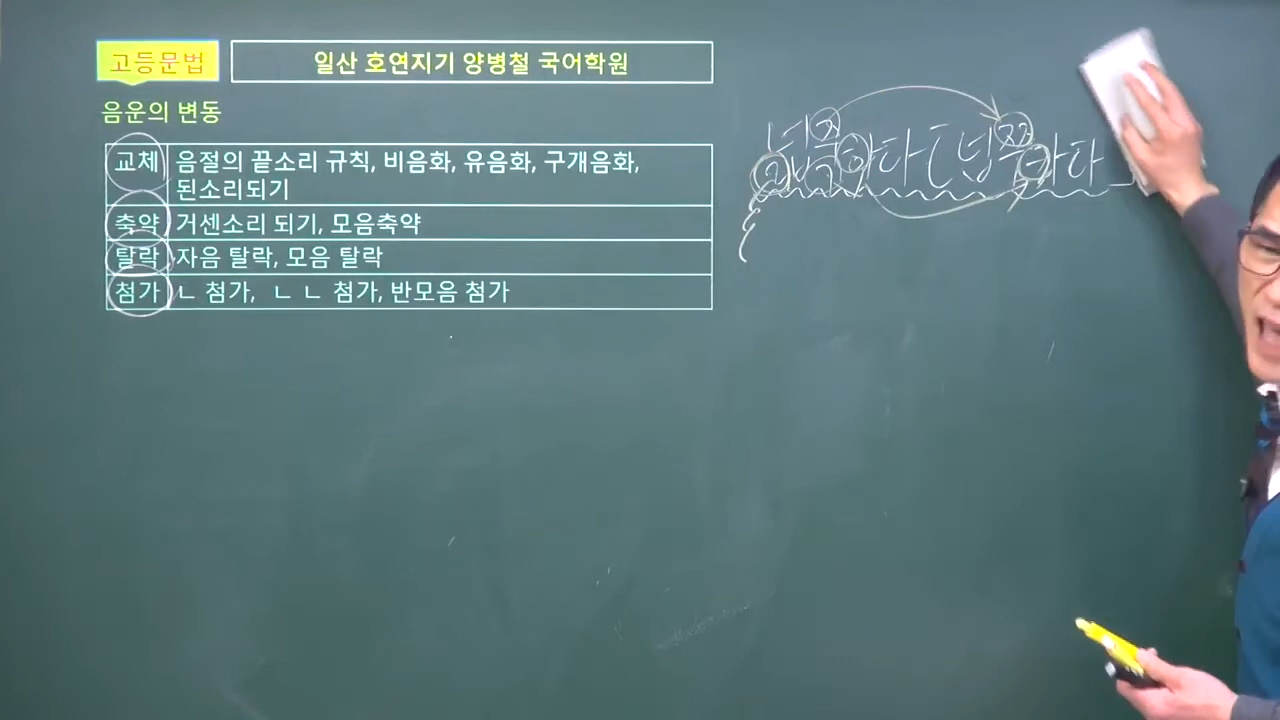 고등문법
일산 호연지기 양병철 국어학원
음운의 변동
교체 음절의 끝소리 규칙, 비음화, 유음화, 구개음화,
된소리되기
축약 거센소리 되기, 모음축약
탈락 자음 탈락, 모음 탈락
첨가 ㄴ 첨가, ㄴ ㄴ 첨가, 반모음 첨가